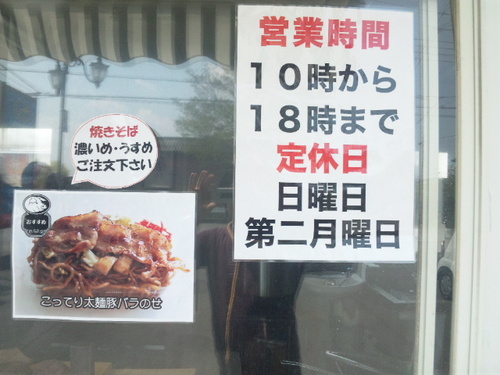 営業時間
１０時から
１８時まで
定休日
日曜日
第二月曜日
焼きそば
濃いめ・うすめ
ご注文下さい
おすすめ
こってり太麺豚バラのせ